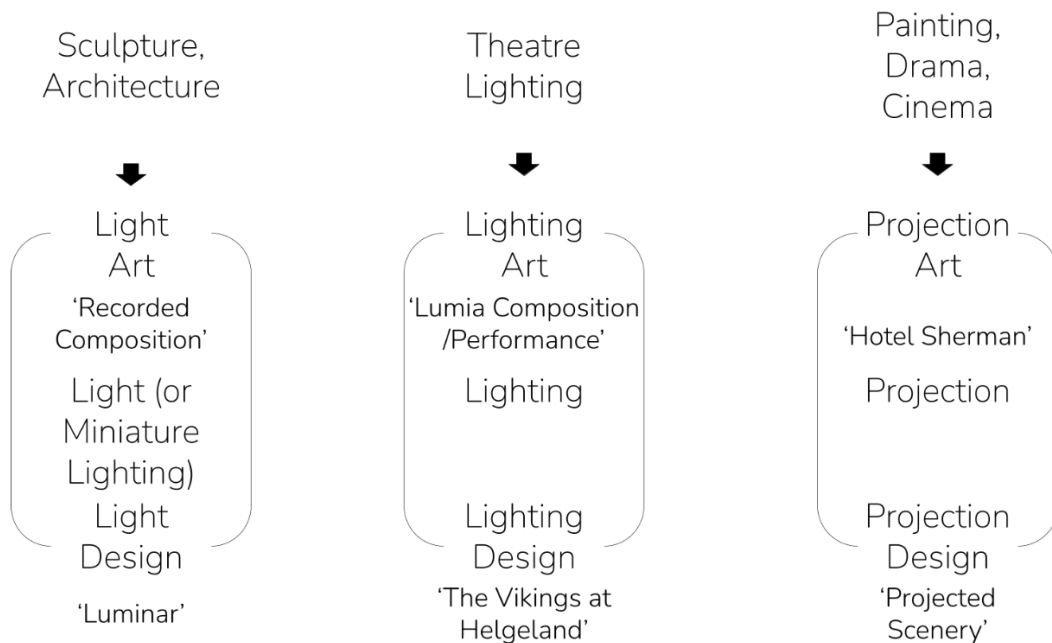 Sculpture,
Architecture
Light
Art
‘Recorded
Composition’
Light (or
Miniature
Lighting)
Light
Design
‘Luminar’
Theatre
Lighting
Lighting
Art
‘Lumia Composition
/Performance’
Lighting
Lighting
Design
‘The Vikings at
Helgeland’
Painting,
Drama,
Cinema
Projection
Art
‘Hotel Sherman’
Projection
Projection
Design
‘Projected
Scenery’